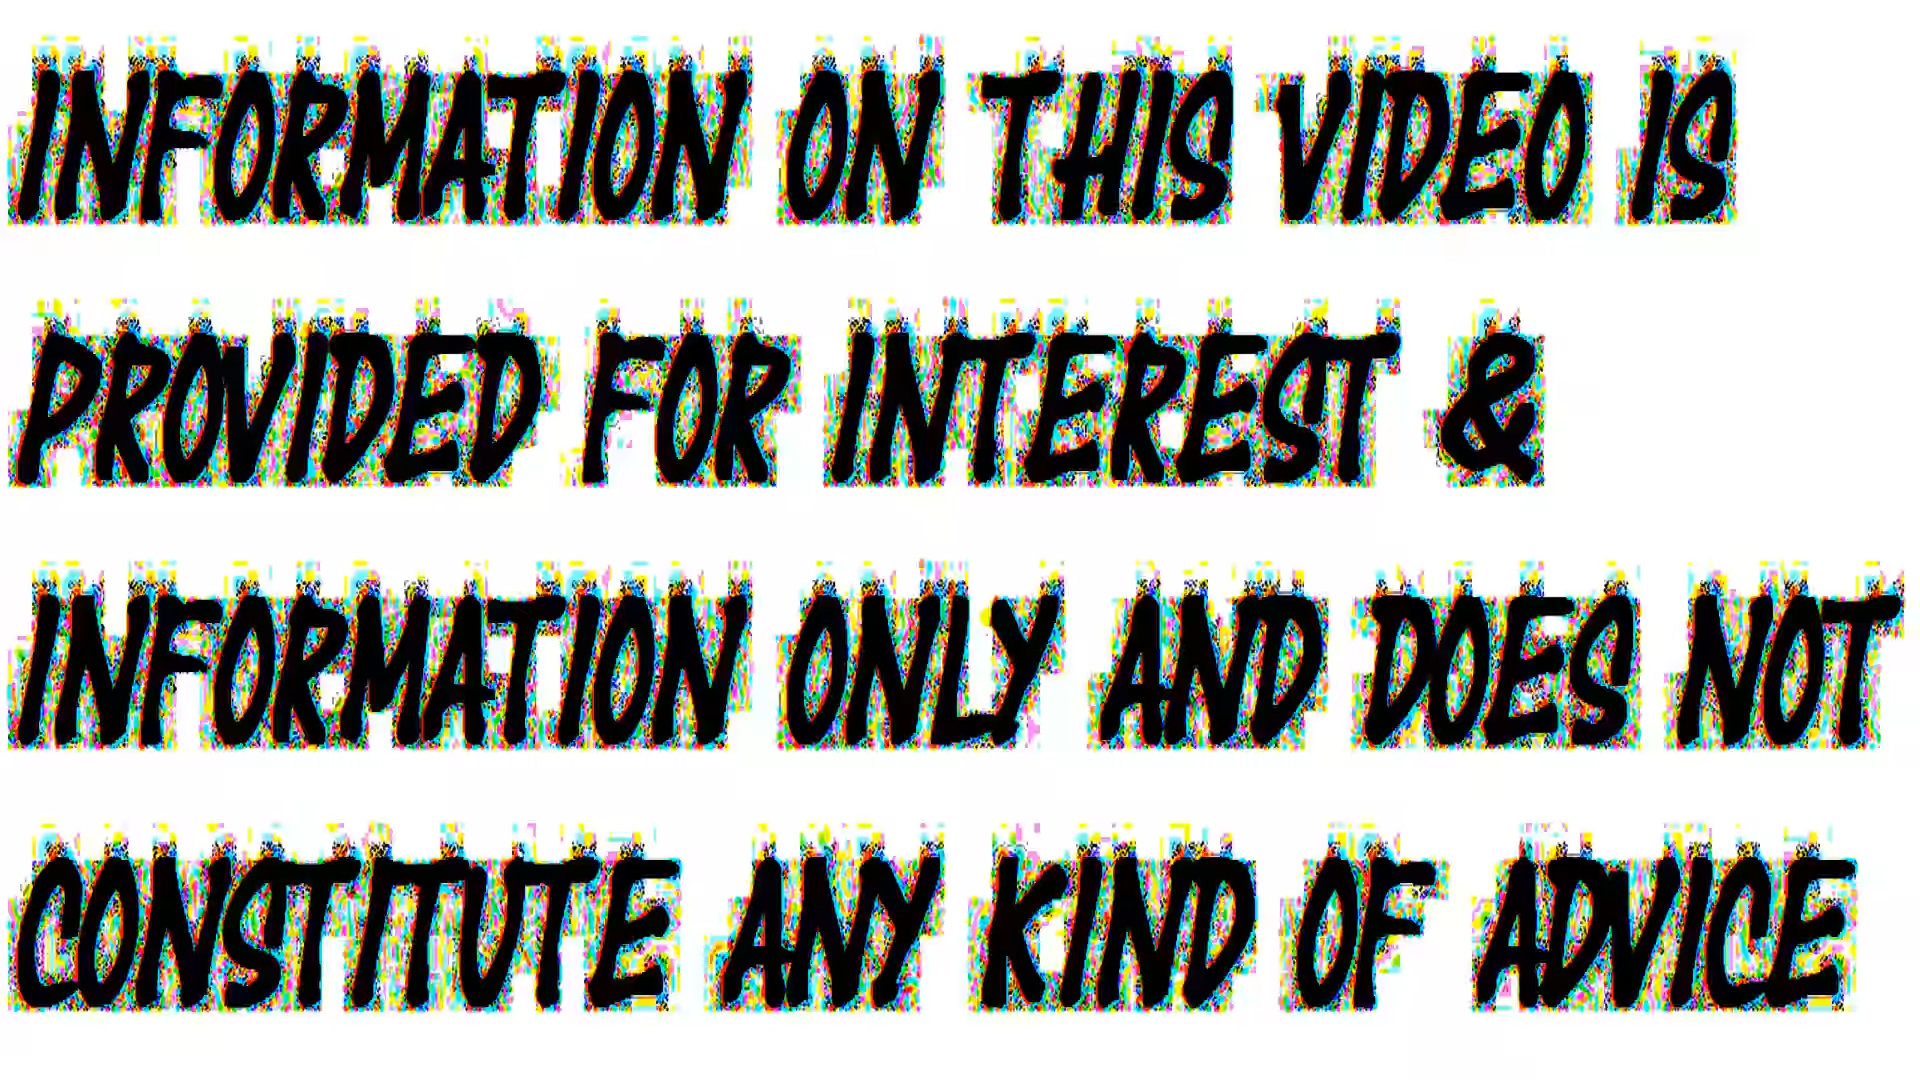 INFORMATION ON THIS VIDEO IS
PROVIDED FOR INTEREST &
INFORMATION ONLY AND DOES NOT
CONSTITUTE ANY KIND OF ADVICE